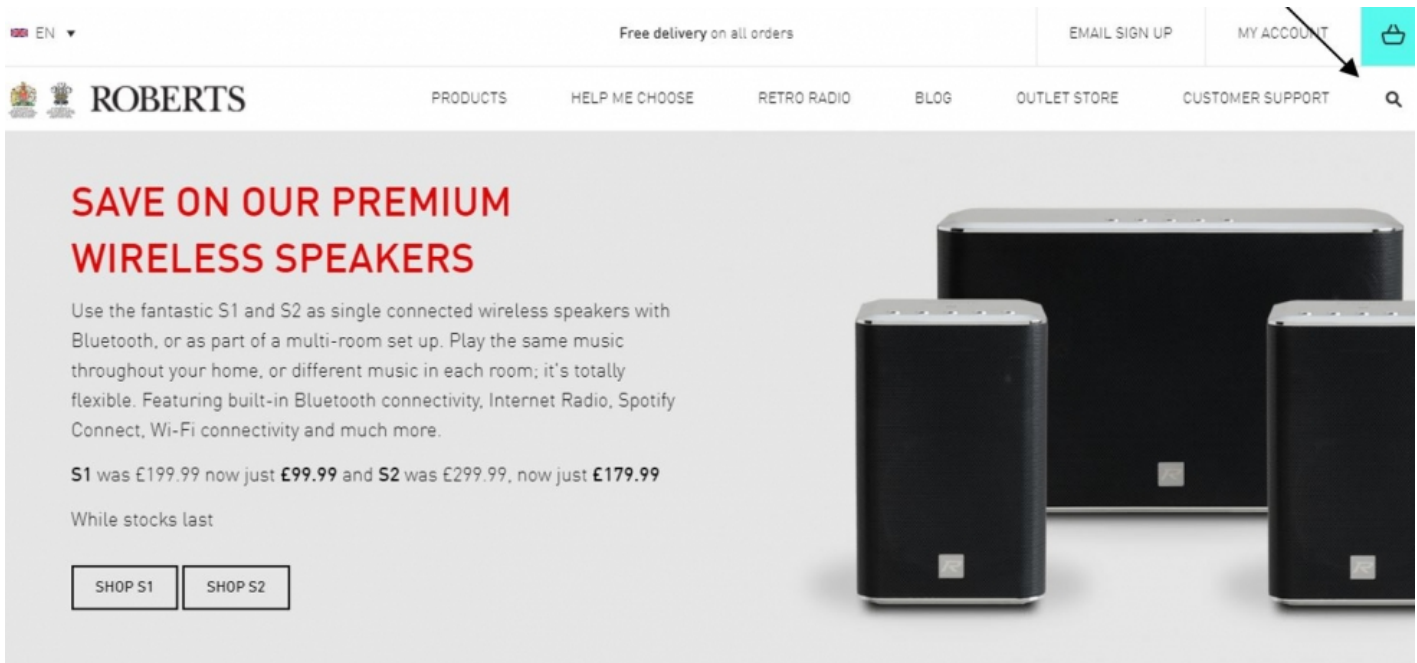 EN
Free delivery on all orders
EMAIL SIGN UP
MY ACCOUNT
ROBERTS
PRODUCTS
HELP ME CHOOSE
RETRO RADIO
BLOG
OUTLET STORE
CUSTOMER SUPPORT
SAVE ON OUR PREMIUM
WIRELESS SPEAKERS
Use the fantastic S1 and S2 as single connected wireless speakers with
Bluetooth, or as part of a multi-room set up. Play the same music
throughout your home, or different music in each room; it's totally
flexible. Featuring built-in Bluetooth connectivity, Internet Radio, Spotify
Connect, Wi-Fi connectivity and much more.
S1 was £199.99 now just £99.99 and S2 was £299.99, now just £179.99
While stocks last
SHOP S1
SHOP S2
R
R
R